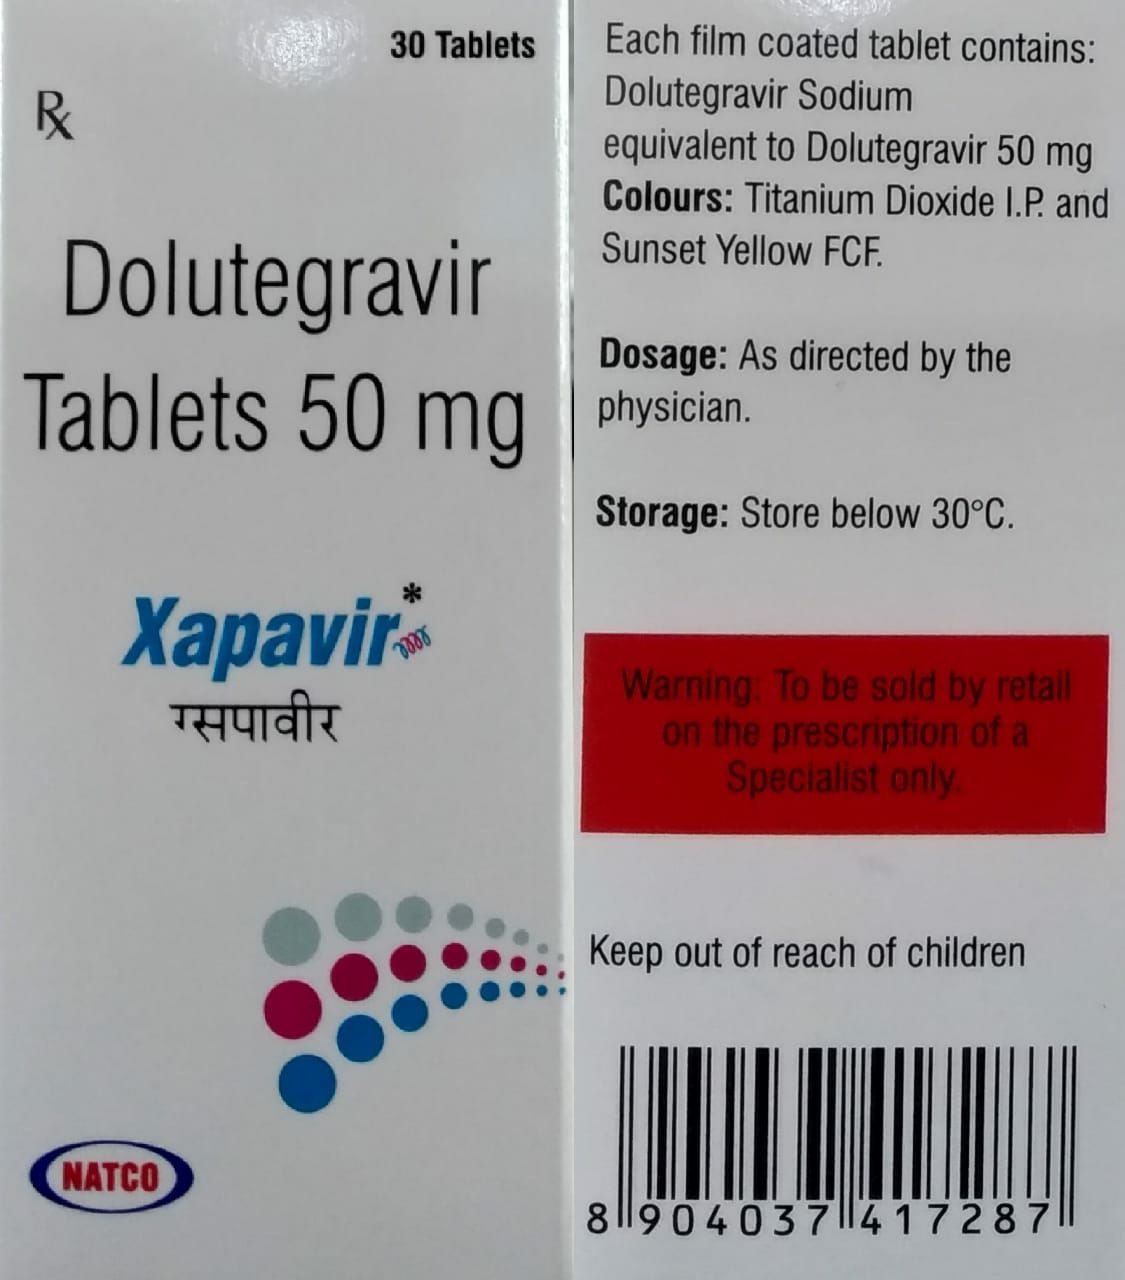 30 Tablets
Rx
Dolutegravir
Tablets 50 mg
Xapavir*
ग्सपावीर
NATCO
Each film coated tablet contains:
Dolutegravir Sodium
equivalent to Dolutegravir 50 mg
Colours: Titanium Dioxide I.P. and
Sunset Yellow FCF.
Dosage: As directed by the
physician.
Storage: Store below 30°C.
Warning: To be sold by retail
on the prescription of a
Specialist only.
Keep out of reach of children
8 904037 417287